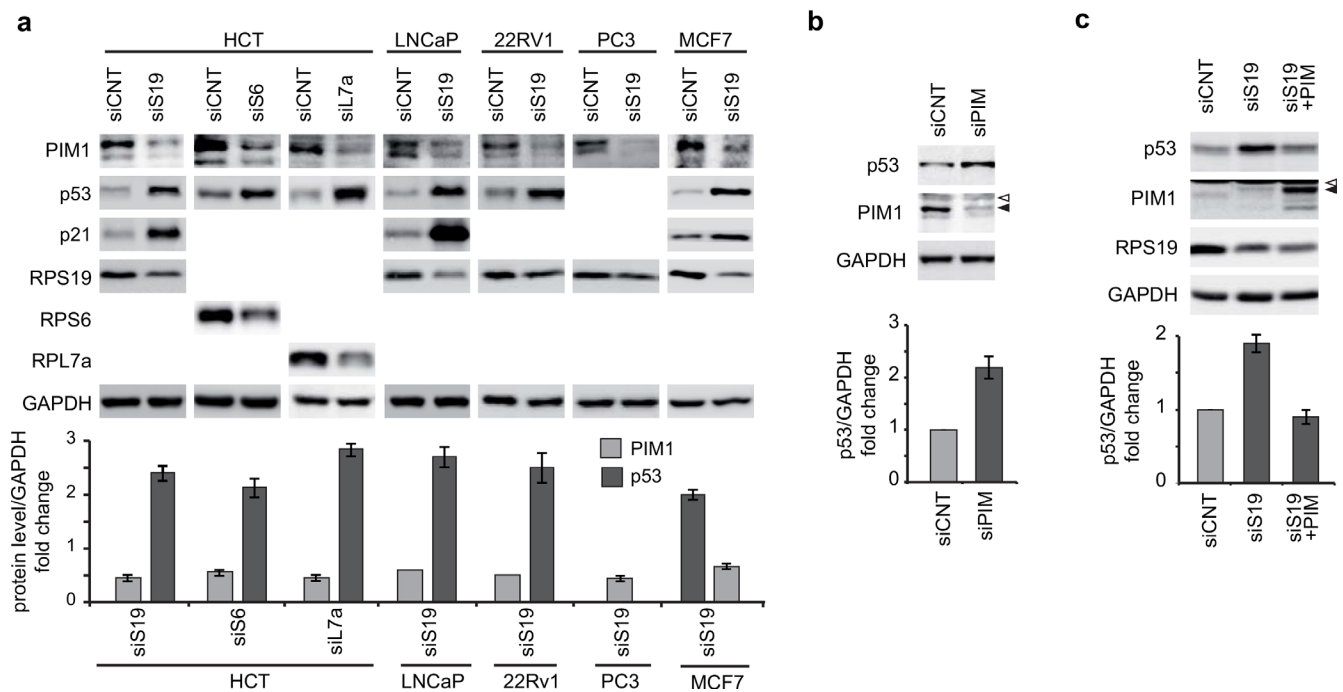 a
HCT LNCaP 22RV1 PC3 MCF7
siCNT siS19 siCNT siS6 siCNT siL7a siCNT siS19 siCNT siS19 siCNT siS19 siCNT siS19
PIM1
p53
p21
RPS19
RPS6
RPL7a
GAPDH
protein level/GAPDH
fold change
3
2
1
0
PIM1
p53
siS19 siS6 siL7a siS19 siS19 siS19 siS19
HCT LNCaP 22Rv1 PC3 MCF7
b
siCNT siPIM
p53
PIM1
GAPDH
p53/GAPDH
fold change
3
2
1
0
siCNT siPIM
c
siCNT siS19 siS19
+PIM
p53
PIM1
RPS19
GAPDH
p53/GAPDH
fold change
2
1
0
siCNT siS19 siS19
+PIM